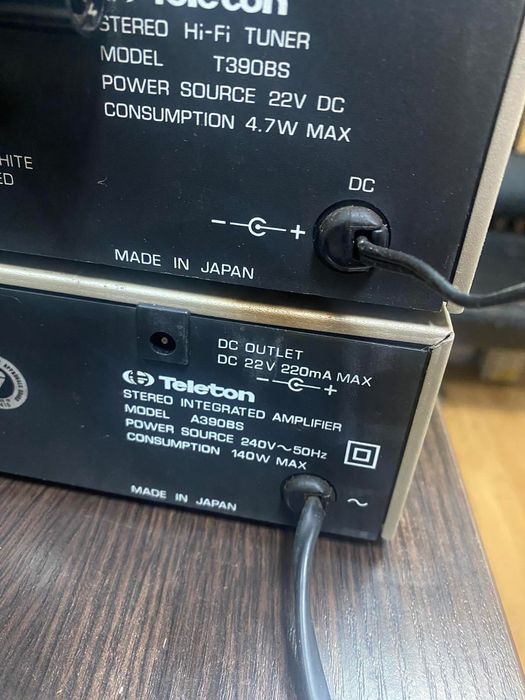 Teleton
STEREO Hi-Fi TUNER
MODEL T390BS
POWER SOURCE 22V DC
CONSUMPTION 4.7W MAX
DC
- +
MADE IN JAPAN
DC OUTLET
DC 22V 220mA MAX
- +
Teleton
STEREO INTEGRATED AMPLIFIER
MODEL A390BS
POWER SOURCE 240V~50Hz
CONSUMPTION 140W MAX
MADE IN JAPAN
~